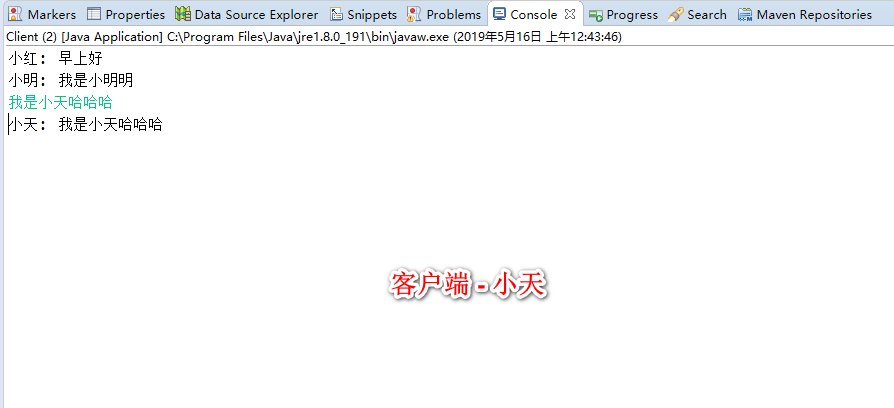 Markers Properties Data Source Explorer Snippets Problems Console Progress Search Maven Repositories
Client (2) [Java Application] C:\Program Files\Java\jre1.8.0_191\bin\javaw.exe (2019年5月16日 上午12:43:46)
小红: 早上好
小明: 我是小明明
我是小天哈哈哈
小天: 我是小天哈哈哈
客户端 - 小天